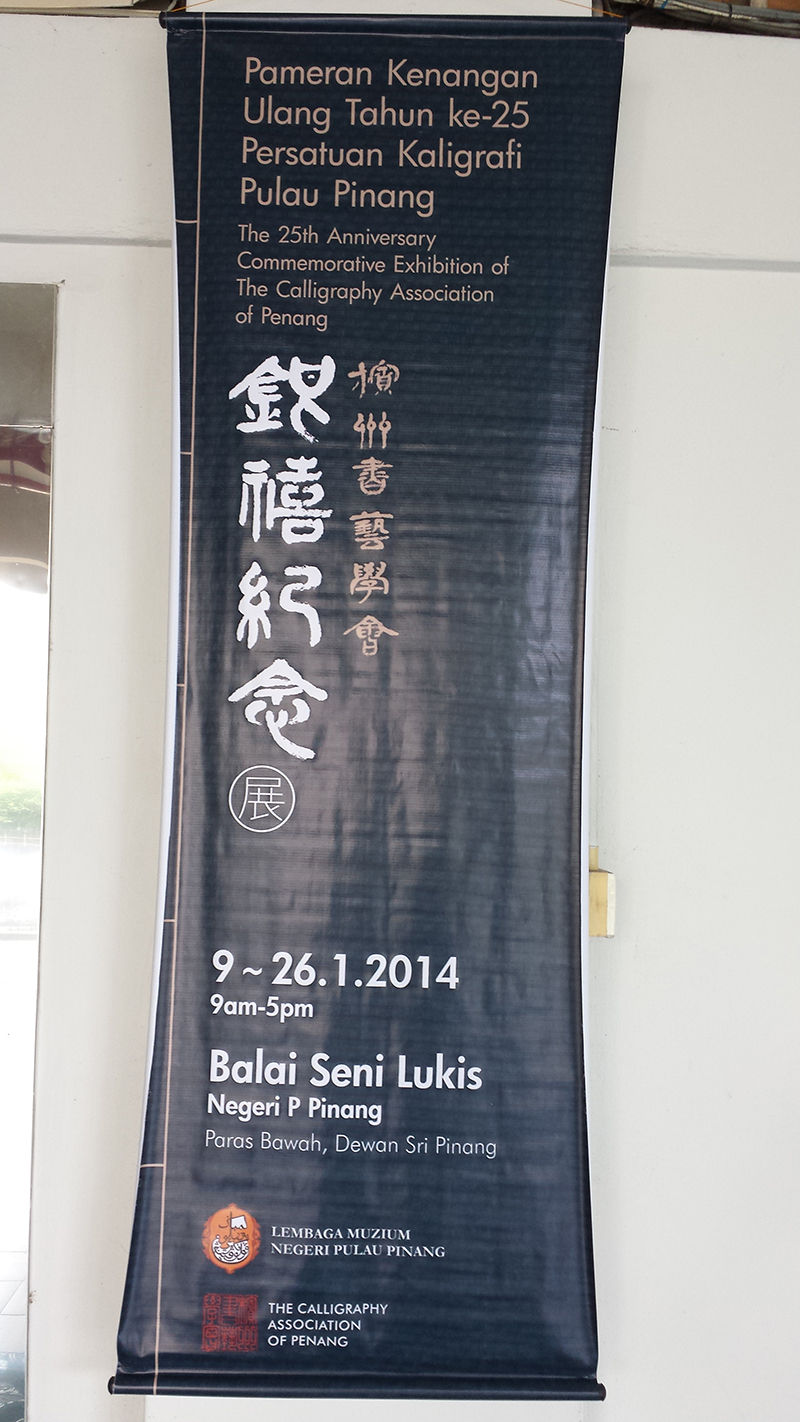 Pameran Kenangan
Ulang Tahun ke-25
Persatuan Kaligrafi
Pulau Pinang
The 25th Anniversary
Commemorative Exhibition of
The Calligraphy Association
of Penang
檳州書藝學會
銀禧紀念
展
9 ~ 26.1.2014
9am-5pm
Balai Seni Lukis
Negeri P Pinang
Paras Bawah, Dewan Sri Pinang
LEMBAGA MUZIUM
NEGERI PULAU PINANG
THE CALLIGRAPHY
ASSOCIATION
OF PENANG